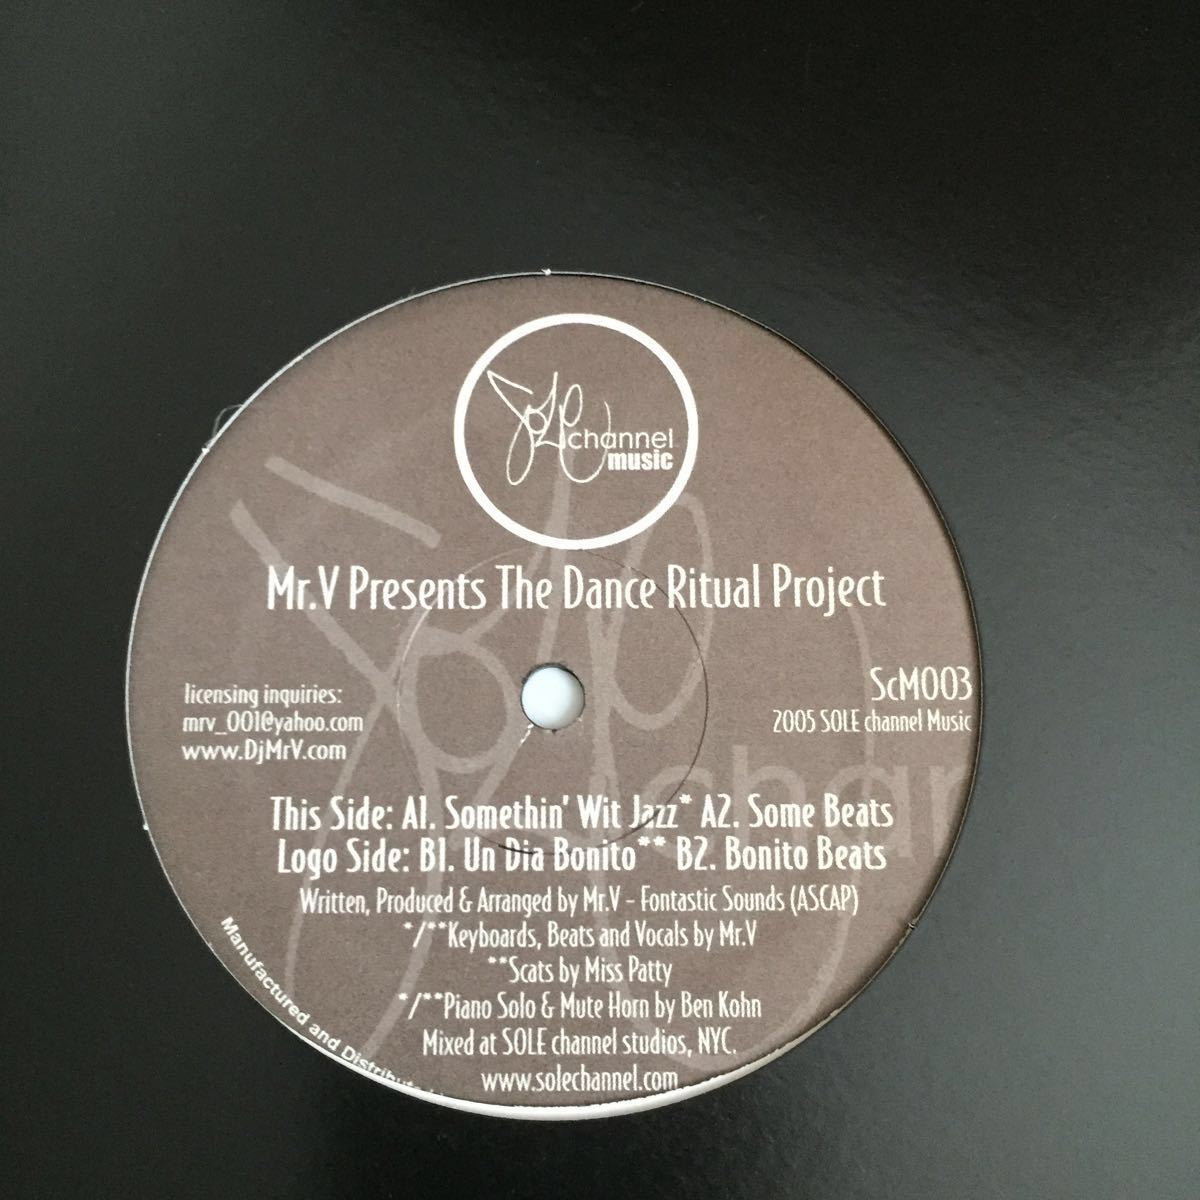 SOLE channel
music
Mr.V Presents The Dance Ritual Project
licensing inquiries:
mrv_001@yahoo.com
www.DjMrV.com
ScM003
2005 SOLE channel Music
This Side: A1. Somethin' Wit Jazz* A2. Some Beats
Logo Side: B1. Un Dia Bonito** B2. Bonito Beats
Written, Produced & Arranged by Mr.V - Fontastic Sounds (ASCAP)
*/**Keyboards, Beats and Vocals by Mr.V
**Scats by Miss Patty
*/**Piano Solo & Mute Horn by Ben Kohn
Mixed at SOLE channel studios, NYC.
www.solechannel.com
Manufactured and